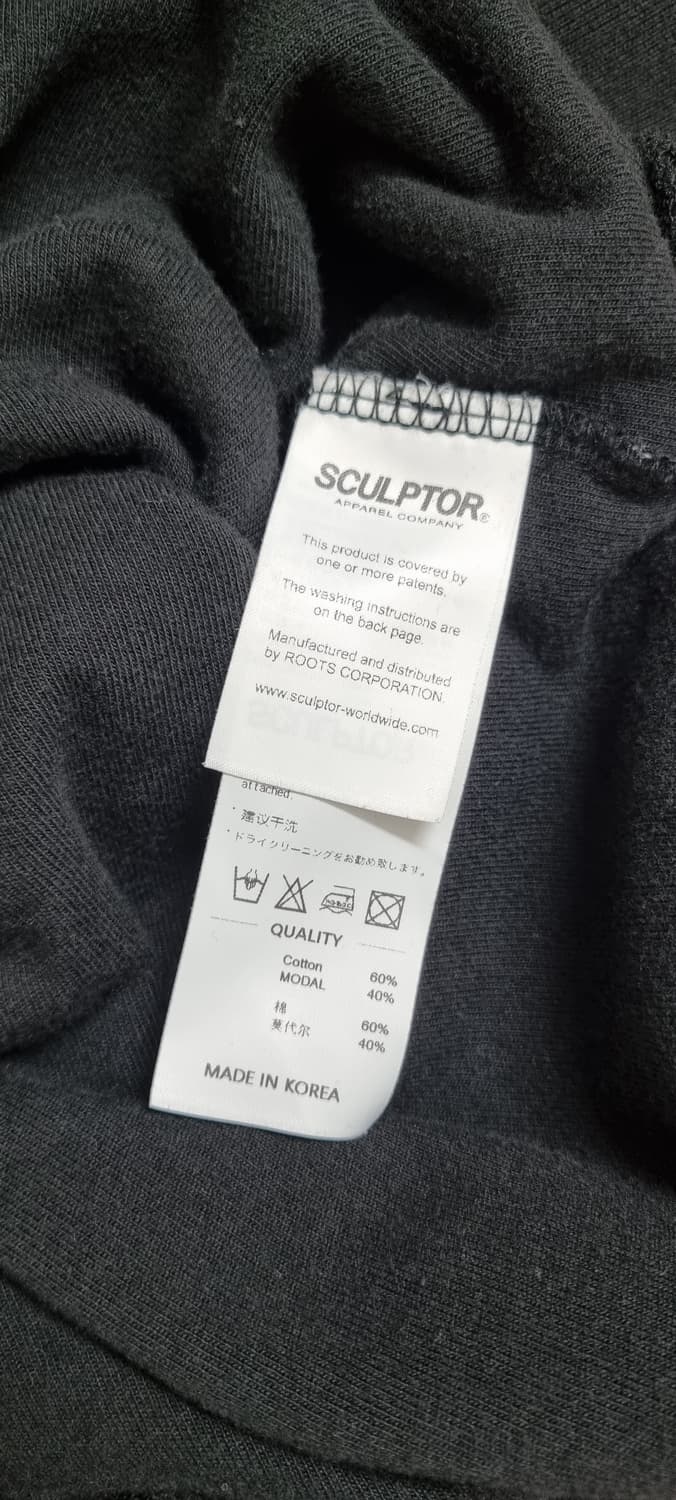 SCULPTOR®
APPAREL COMPANY
This product is covered by
one or more patents.
The washing instructions are
on the back page.
Manufactured and distributed
by ROOTS CORPORATION
www.sculptor-worldwide.com
attached.
· 建议干洗
· ドライクリーニングをお勧め致します。
QUALITY
Cotton 60%
MODAL 40%
棉 60%
莫代尔 40%
MADE IN KOREA